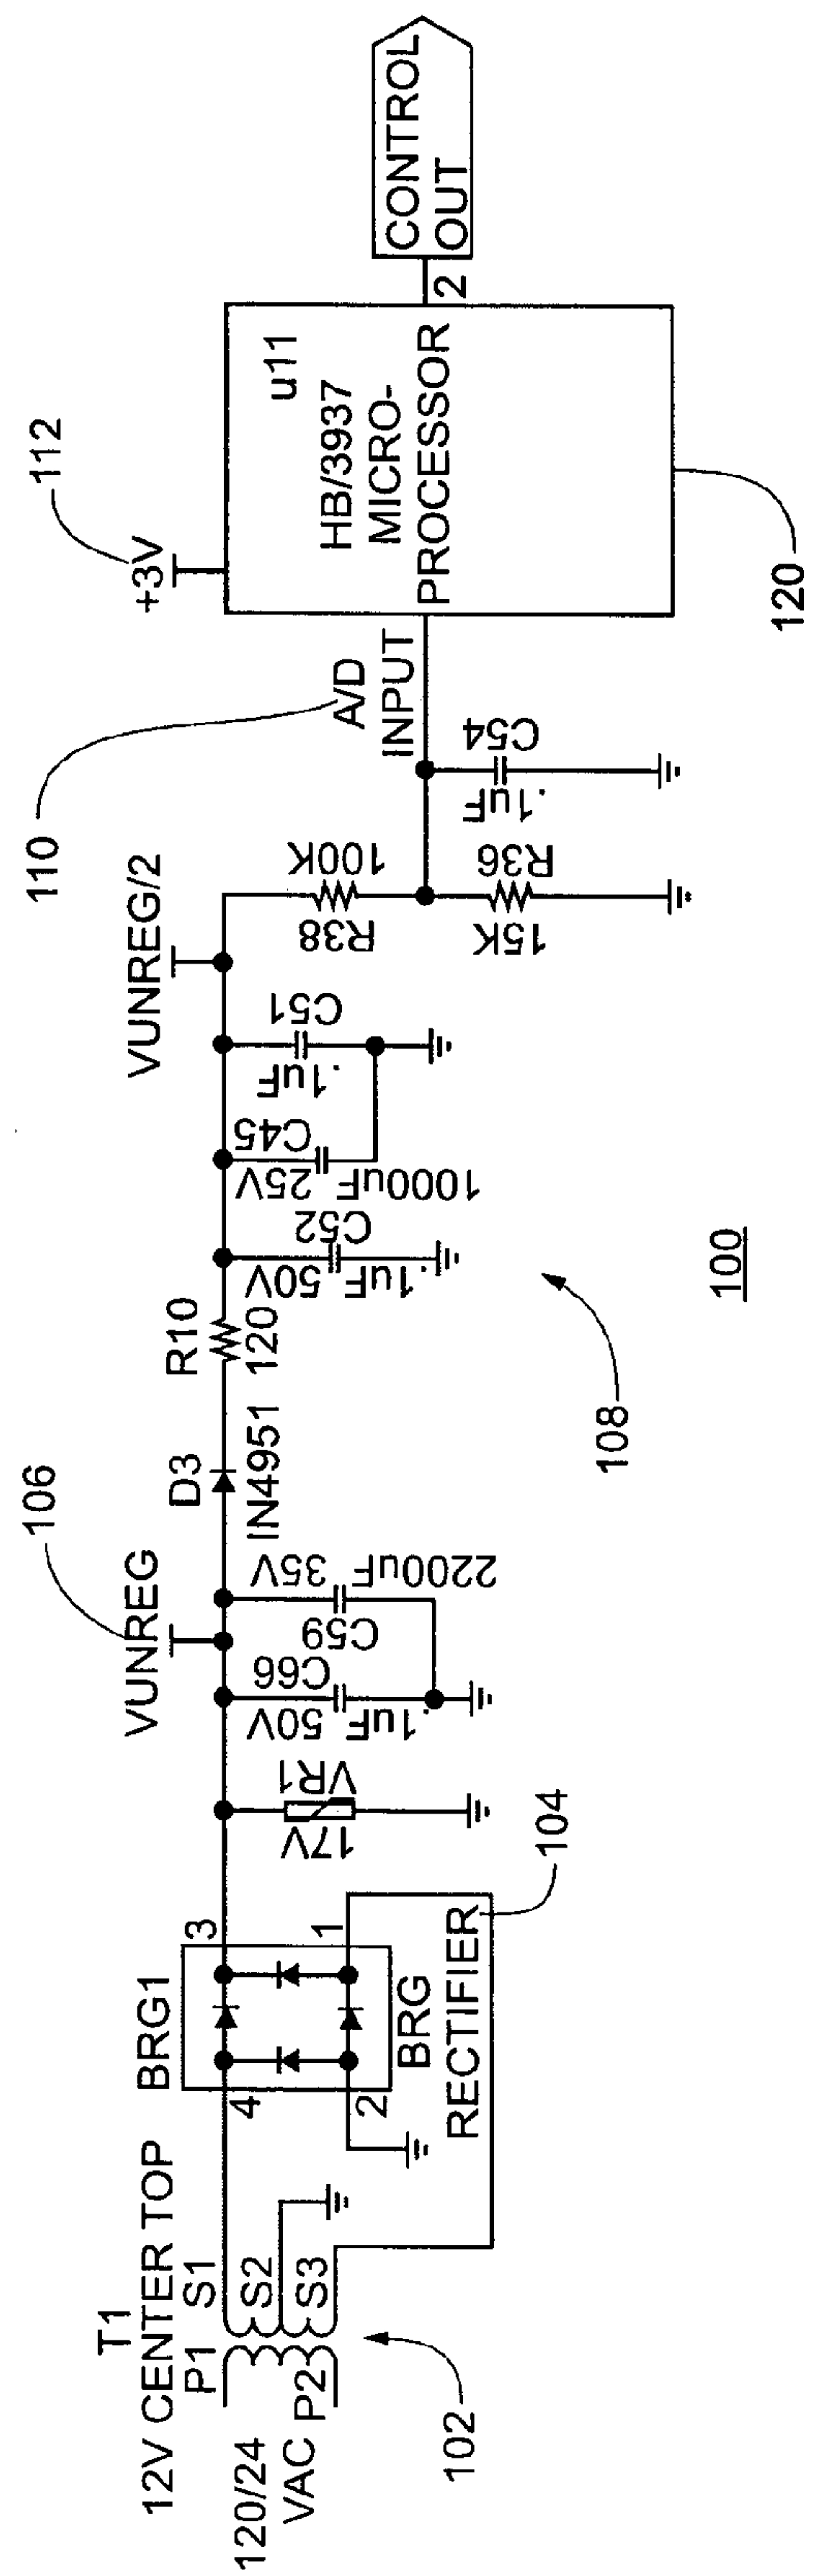 T1
12V CENTER TOP
P1
S1
S2
S3
P2
120/24
VAC
102
BRG1
4
3
2
1
BRG
RECTIFIER
104
VR1
17V
VUNREG
106
C66
50V
.1uF
C59
35V
2200uF
D3
IN4951
R10
120
C52
50V
.1uF
C45
25V
1000uF
C51
.1uF
108
100
VUNREG/2
R38
100K
R36
15K
110
A/D
INPUT
C54
.1uF
+3V
112
u11
HB/3937
MICRO-
PROCESSOR
120
2
CONTROL
OUT